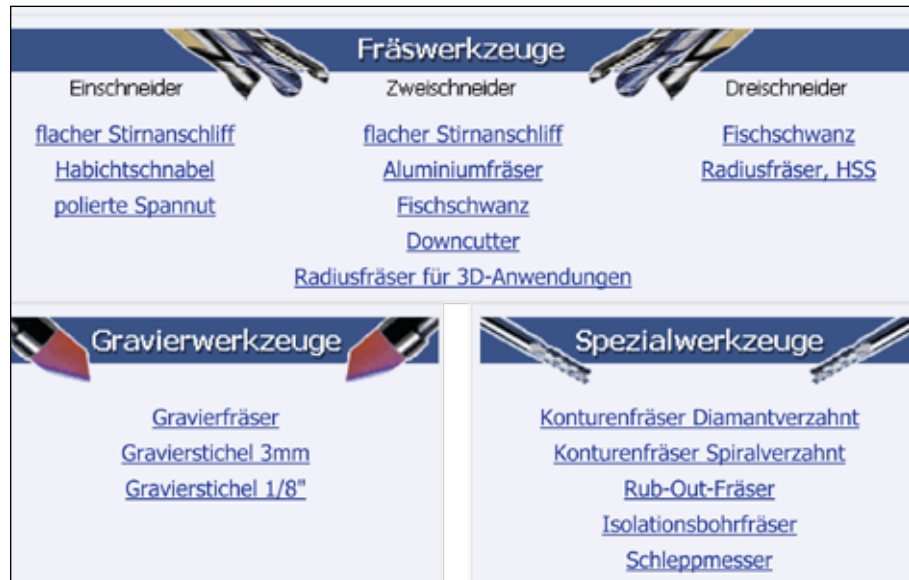 Fräswerkzeuge
Einschneider
Zweischneider
Dreischneider
flacher Stirnanschliff
flacher Stirnanschliff
Fischschwanz
Habichtschnabel
Aluminiumfräser
Radiusfräser, HSS
polierte Spannut
Fischschwanz
Downcutter
Radiusfräser für 3D-Anwendungen
Gravierwerkzeuge
Gravierfräser
Gravierstichel 3mm
Gravierstichel 1/8"
Spezialwerkzeuge
Konturenfräser Diamantverzahnt
Konturenfräser Spiralverzahnt
Rub-Out-Fräser
Isolationsbohrfräser
Schleppmesser